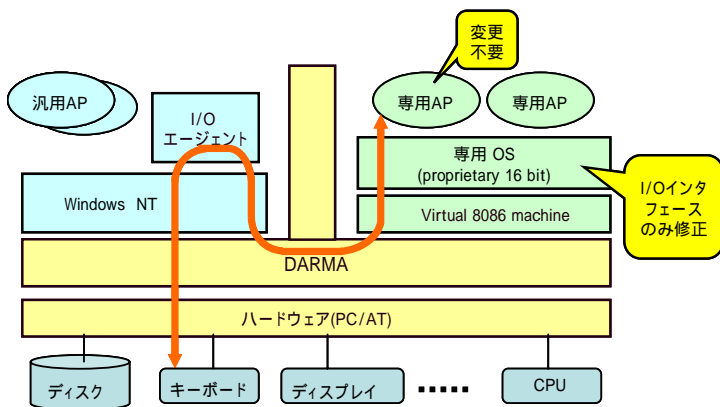 変更
不要
汎用AP
I/O
エージェント
専用AP
専用AP
専用 OS
(proprietary 16 bit)
I/Oインタ
フェース
のみ修正
Windows NT
Virtual 8086 machine
DARMA
ハードウェア(PC/AT)
ディスク
キーボード
ディスプレイ
.....
CPU